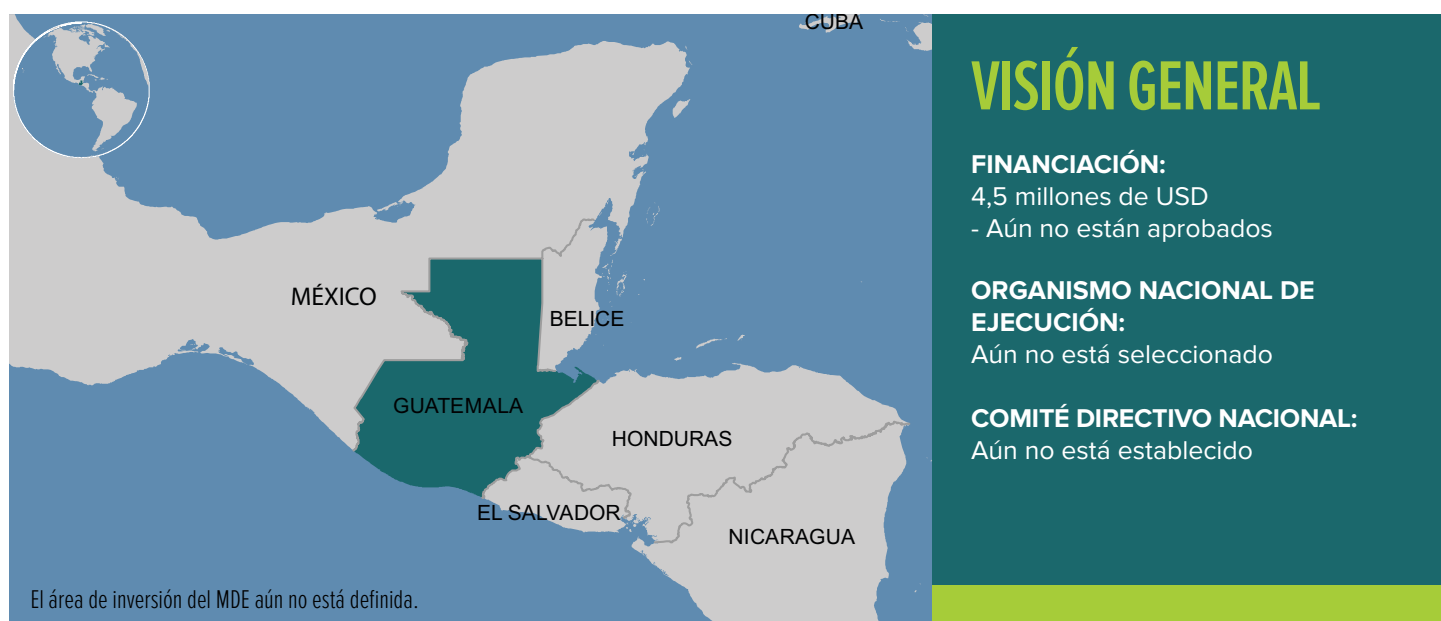 CUBA
MÉXICO
BELICE
GUATEMALA
HONDURAS
EL SALVADOR
NICARAGUA
El área de inversión del MDE aún no está definida.
VISIÓN GENERAL
FINANCIACIÓN:
4,5 millones de USD
- Aún no están aprobados
ORGANISMO NACIONAL DE
EJECUCIÓN:
Aún no está seleccionado
COMITÉ DIRECTIVO NACIONAL:
Aún no está establecido